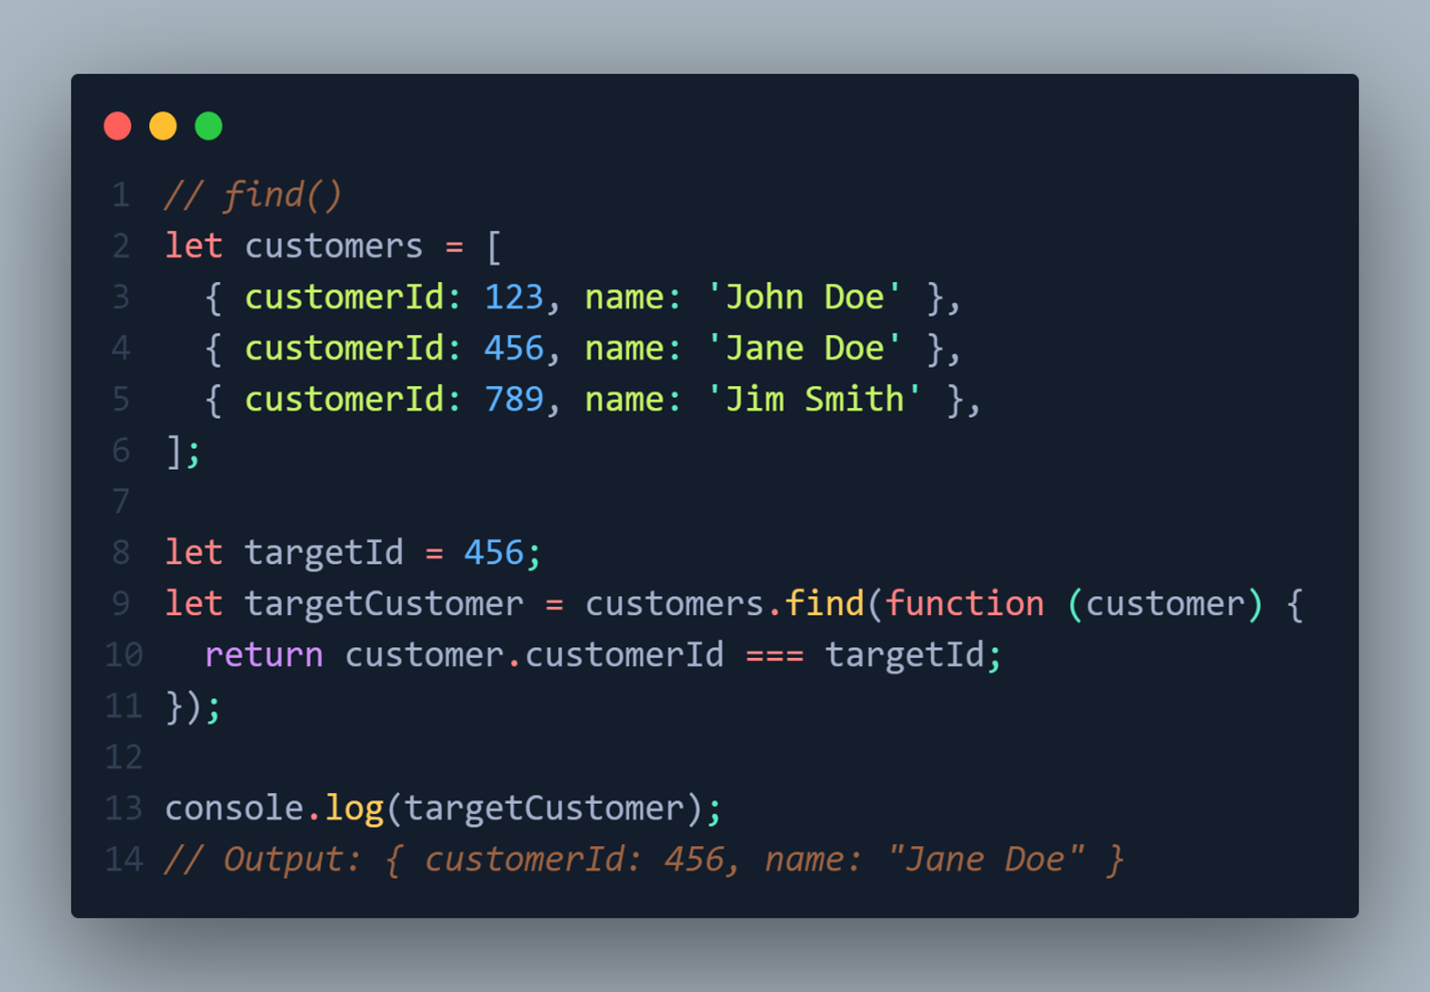 1 // find()
2 let customers = [
3   { customerId: 123, name: 'John Doe' },
4   { customerId: 456, name: 'Jane Doe' },
5   { customerId: 789, name: 'Jim Smith' },
6 ];
7
8 let targetId = 456;
9 let targetCustomer = customers.find(function (customer) {
10   return customer.customerId === targetId;
11 });
12
13 console.log(targetCustomer);
14 // Output: { customerId: 456, name: "Jane Doe" }